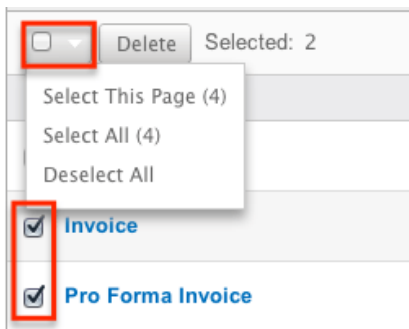 Delete Selected: 2
Select This Page (4)
Select All (4)
Deselect All
Invoice
Pro Forma Invoice